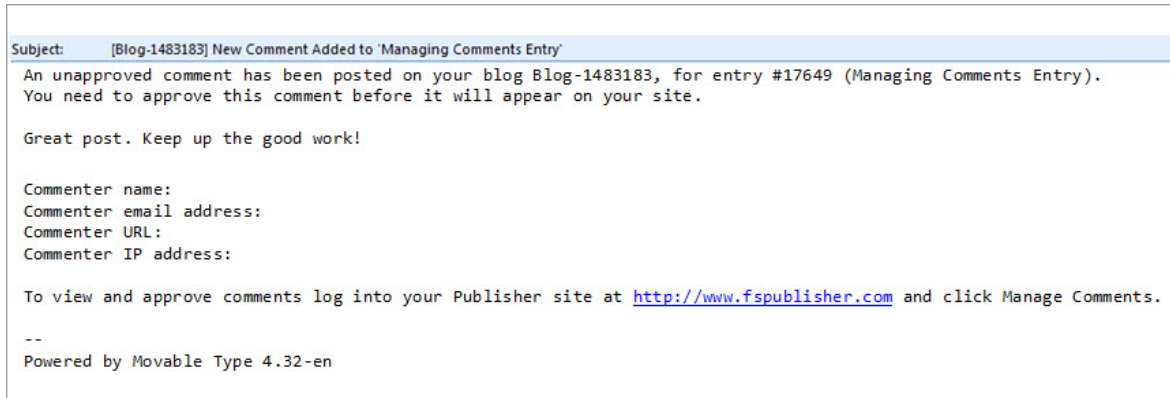 Subject: [Blog-1483183] New Comment Added to 'Managing Comments Entry'
An unapproved comment has been posted on your blog Blog-1483183, for entry #17649 (Managing Comments Entry).
You need to approve this comment before it will appear on your site.
Great post. Keep up the good work!
Commenter name:
Commenter email address:
Commenter URL:
Commenter IP address:
To view and approve comments log into your Publisher site at http://www.fspublisher.com and click Manage Comments.
--
Powered by Movable Type 4.32-en